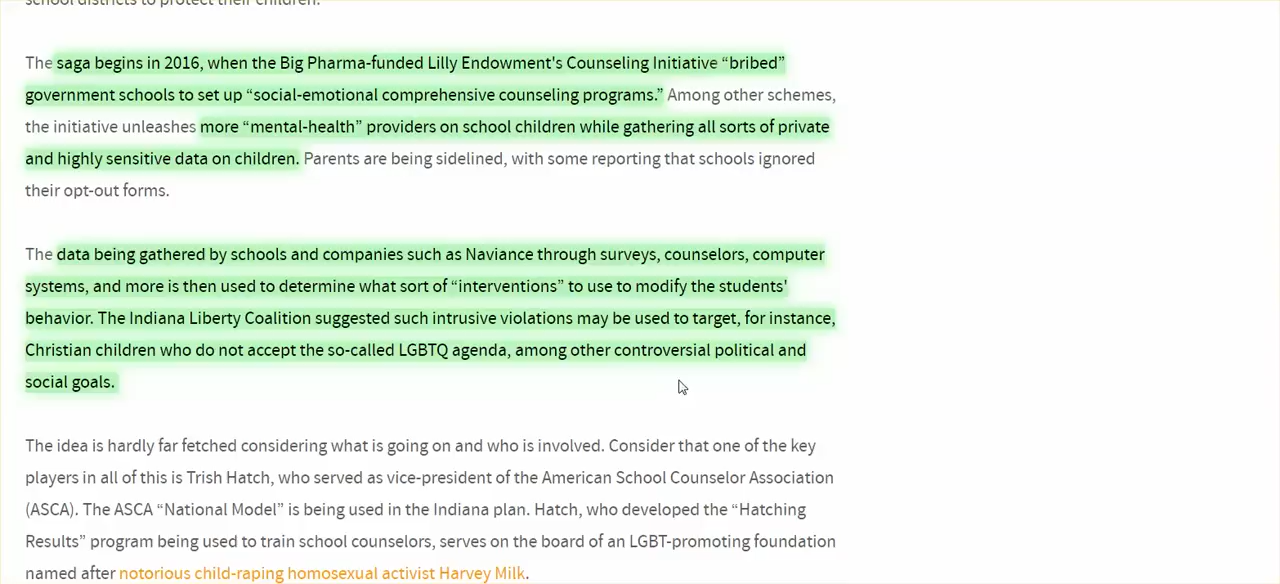 school districts to protect their children.
The saga begins in 2016, when the Big Pharma-funded Lilly Endowment's Counseling Initiative “bribed”
government schools to set up “social-emotional comprehensive counseling programs.” Among other schemes,
the initiative unleashes more “mental-health” providers on school children while gathering all sorts of private
and highly sensitive data on children. Parents are being sidelined, with some reporting that schools ignored
their opt-out forms.
The data being gathered by schools and companies such as Naviance through surveys, counselors, computer
systems, and more is then used to determine what sort of “interventions” to use to modify the students'
behavior. The Indiana Liberty Coalition suggested such intrusive violations may be used to target, for instance,
Christian children who do not accept the so-called LGBTQ agenda, among other controversial political and
social goals.
The idea is hardly far fetched considering what is going on and who is involved. Consider that one of the key
players in all of this is Trish Hatch, who served as vice-president of the American School Counselor Association
(ASCA). The ASCA “National Model” is being used in the Indiana plan. Hatch, who developed the “Hatching
Results” program being used to train school counselors, serves on the board of an LGBT-promoting foundation
named after notorious child-raping homosexual activist Harvey Milk.